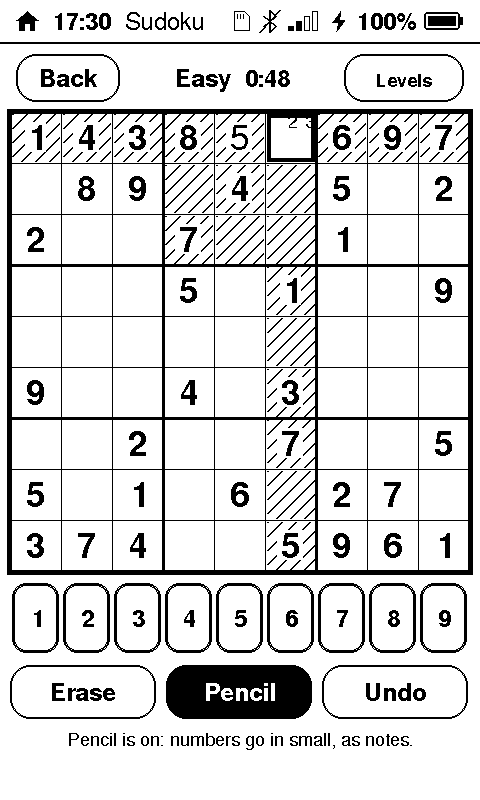 17:30 Sudoku 100%
Back Easy 0:48 Levels
1 4 3 8 5 2 3 6 9 7
8 9 4 5 2
2 7 1
5 1 9
9 4 3
2 7 5
5 1 6 2 7
3 7 4 5 9 6 1
1 2 3 4 5 6 7 8 9
Erase Pencil Undo
Pencil is on: numbers go in small, as notes.